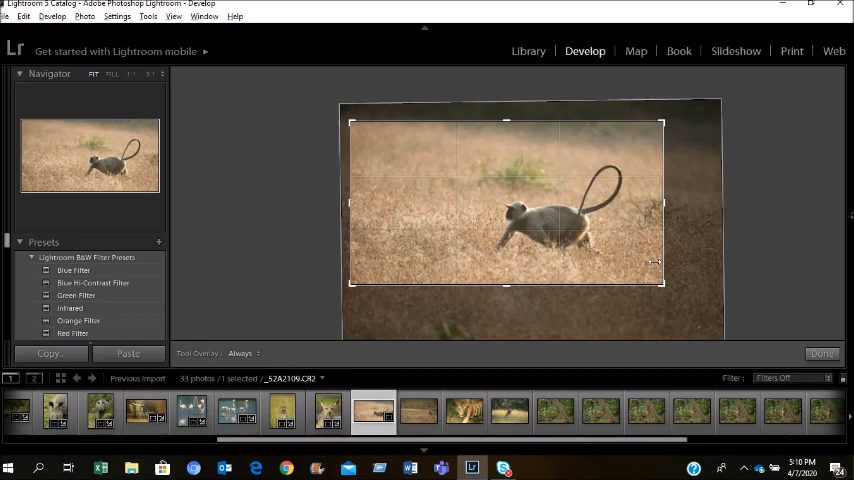 Lightroom 5 Catalog - Adobe Photoshop Lightroom - Develop
ile Edit Develop Photo Settings Tools View Window Help
Lr Get started with Lightroom mobile
Library Develop Map Book Slideshow Print Web
Navigator FIT FILL 1:1 3:1
Presets +
Lightroom B&W Filter Presets
Blue Filter
Blue Hi-Contrast Filter
Green Filter
Infrared
Orange Filter
Red Filter
Copy... Paste
Tool Overlay: Always
Done
1 2 Previous Import 33 photos / 1 selected / _52A2109.CR2
Filter : Filters Off
5:10 PM
4/7/2020
24